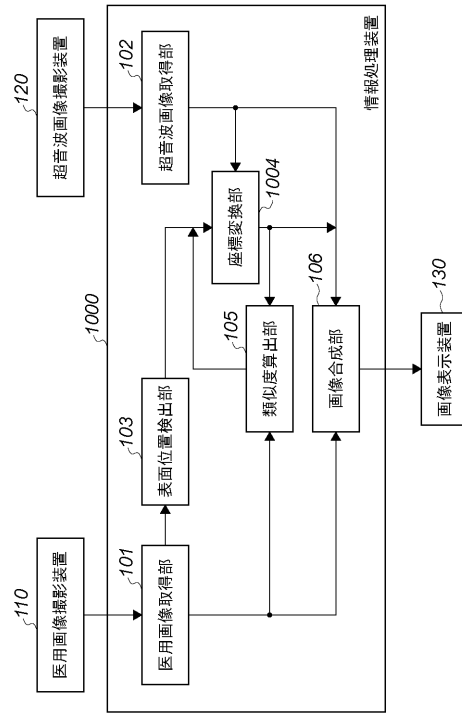 110
医用画像撮影装置
120
超音波画像撮影装置
1000
101
医用画像取得部
103
表面位置検出部
102
超音波画像取得部
座標変換部
1004
105
類似度算出部
106
画像合成部
情報処理装置
130
画像表示装置